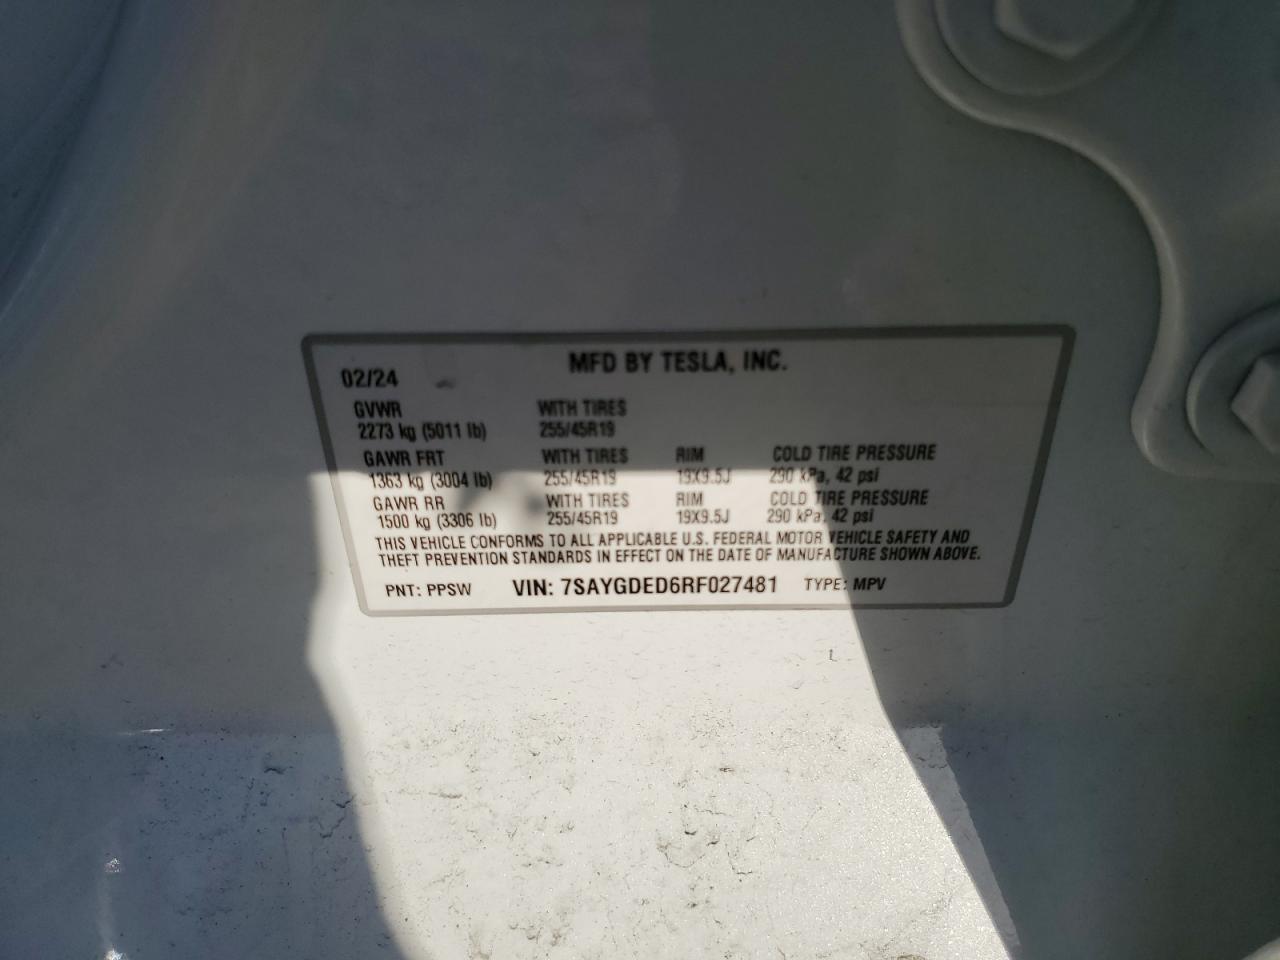 MFD BY TESLA, INC.
02/24
GVWR WITH TIRES
2273 kg (5011 lb) 255/45R19
GAWR FRT WITH TIRES RIM COLD TIRE PRESSURE
1363 kg (3004 lb) 255/45R19 19X9.5J 290 kPa, 42 psi
GAWR RR WITH TIRES RIM COLD TIRE PRESSURE
1500 kg (3306 lb) 255/45R19 19X9.5J 290 kPa, 42 psi
THIS VEHICLE CONFORMS TO ALL APPLICABLE U.S. FEDERAL MOTOR VEHICLE SAFETY AND
THEFT PREVENTION STANDARDS IN EFFECT ON THE DATE OF MANUFACTURE SHOWN ABOVE.
PNT: PPSW VIN: 7SAYGDED6RF027481 TYPE: MPV